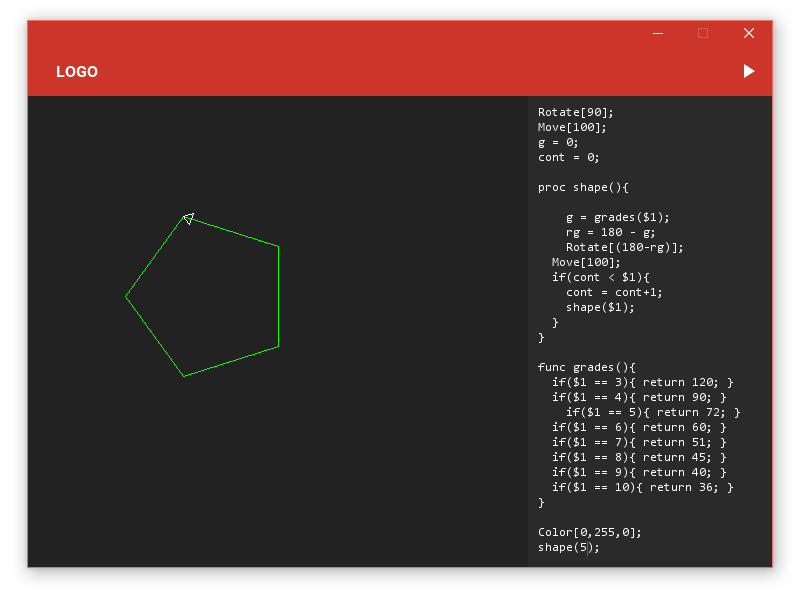 LOGO
Rotate[90];
Move[100];
g = 0;
cont = 0;
proc shape(){
g = grades($1);
rg = 180 - g;
Rotate[(180-rg)];
Move[100];
if(cont < $1){
cont = cont+1;
shape($1);
}
}
func grades(){
if($1 == 3){ return 120; }
if($1 == 4){ return 90; }
if($1 == 5){ return 72; }
if($1 == 6){ return 60; }
if($1 == 7){ return 51; }
if($1 == 8){ return 45; }
if($1 == 9){ return 40; }
if($1 == 10){ return 36; }
}
Color[0,255,0];
shape(5);